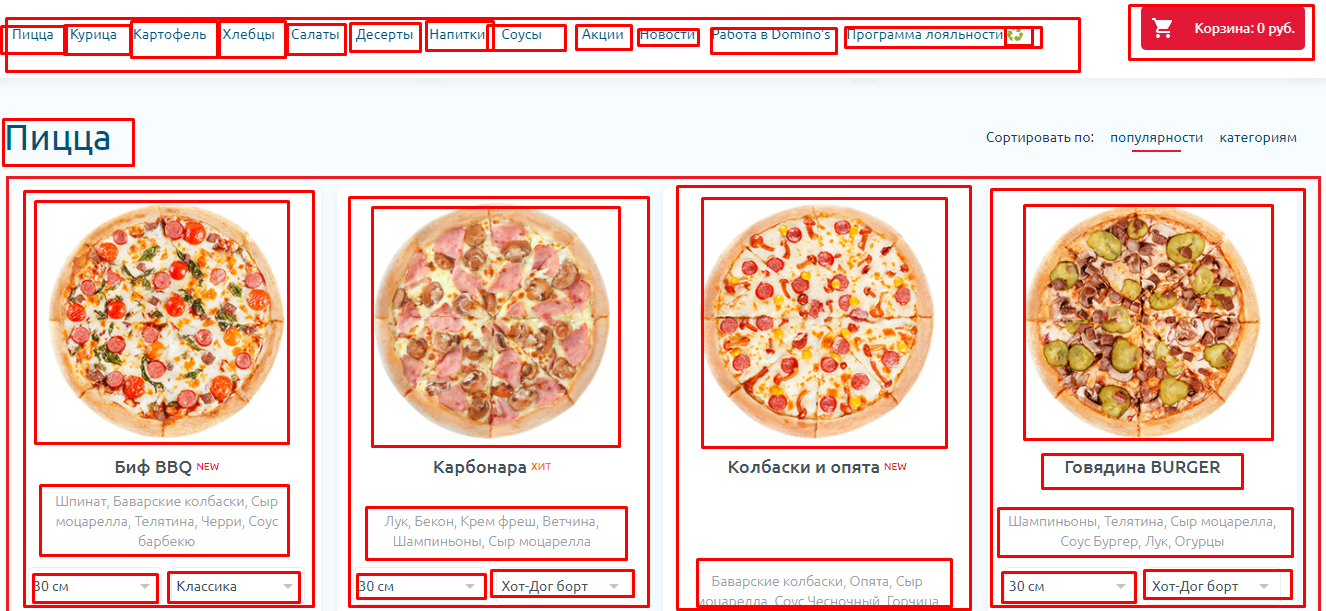 Пицца Курица Картофель Хлебцы Салаты Десерты Напитки Соусы Акции Новости Работа в Domino's Программа лояльности Корзина: 0 руб.
Пицца
Сортировать по: популярности категориям
Биф BBQ NEW
Шпинат, Баварские колбаски, Сыр
моцарелла, Телятина, Черри, Соус
барбекю
30 см Классика
Карбонара ХИТ
Лук, Бекон, Крем фреш, Ветчина,
Шампиньоны, Сыр моцарелла
30 см Хот-Дог борт
Колбаски и опята NEW
Баварские колбаски, Опята, Сыр
моцарелла, Соус Чесночный, Горчица,
Говядина BURGER
Шампиньоны, Телятина, Сыр моцарелла,
Соус Бургер, Лук, Огурцы
30 см Хот-Дог борт